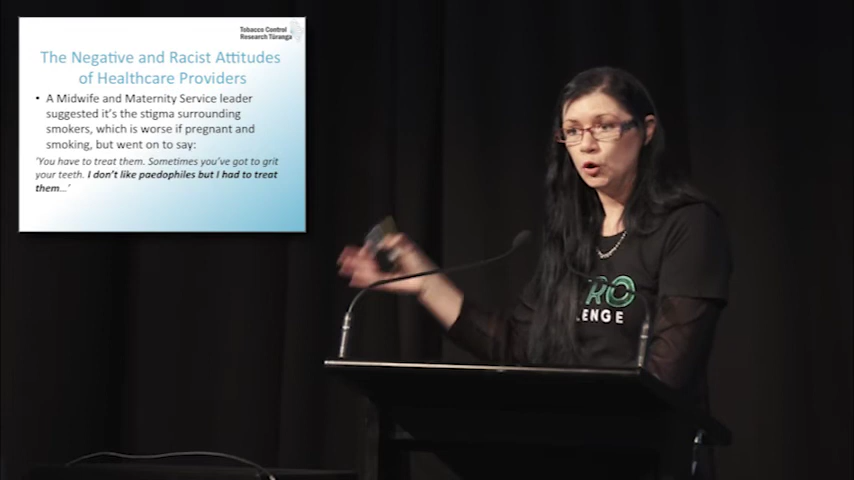 Tobacco Control
Research Tūranga
The Negative and Racist Attitudes
of Healthcare Providers
• A Midwife and Maternity Service leader
suggested it's the stigma surrounding
smokers, which is worse if pregnant and
smoking, but went on to say:
'You have to treat them. Sometimes you've got to grit
your teeth. I don't like paedophiles but I had to treat
them…'
RO
ENGE